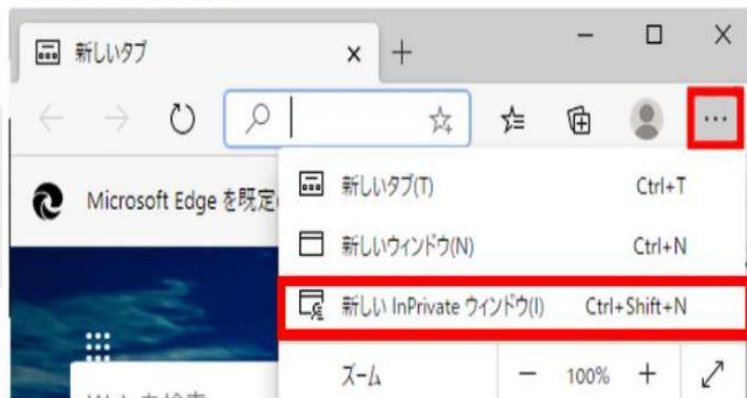 新しいタブ
Microsoft Edge を既定
新しいタブ(T) Ctrl+T
新しいウィンドウ(N) Ctrl+N
新しい InPrivate ウィンドウ(I) Ctrl+Shift+N
ズーム 100%